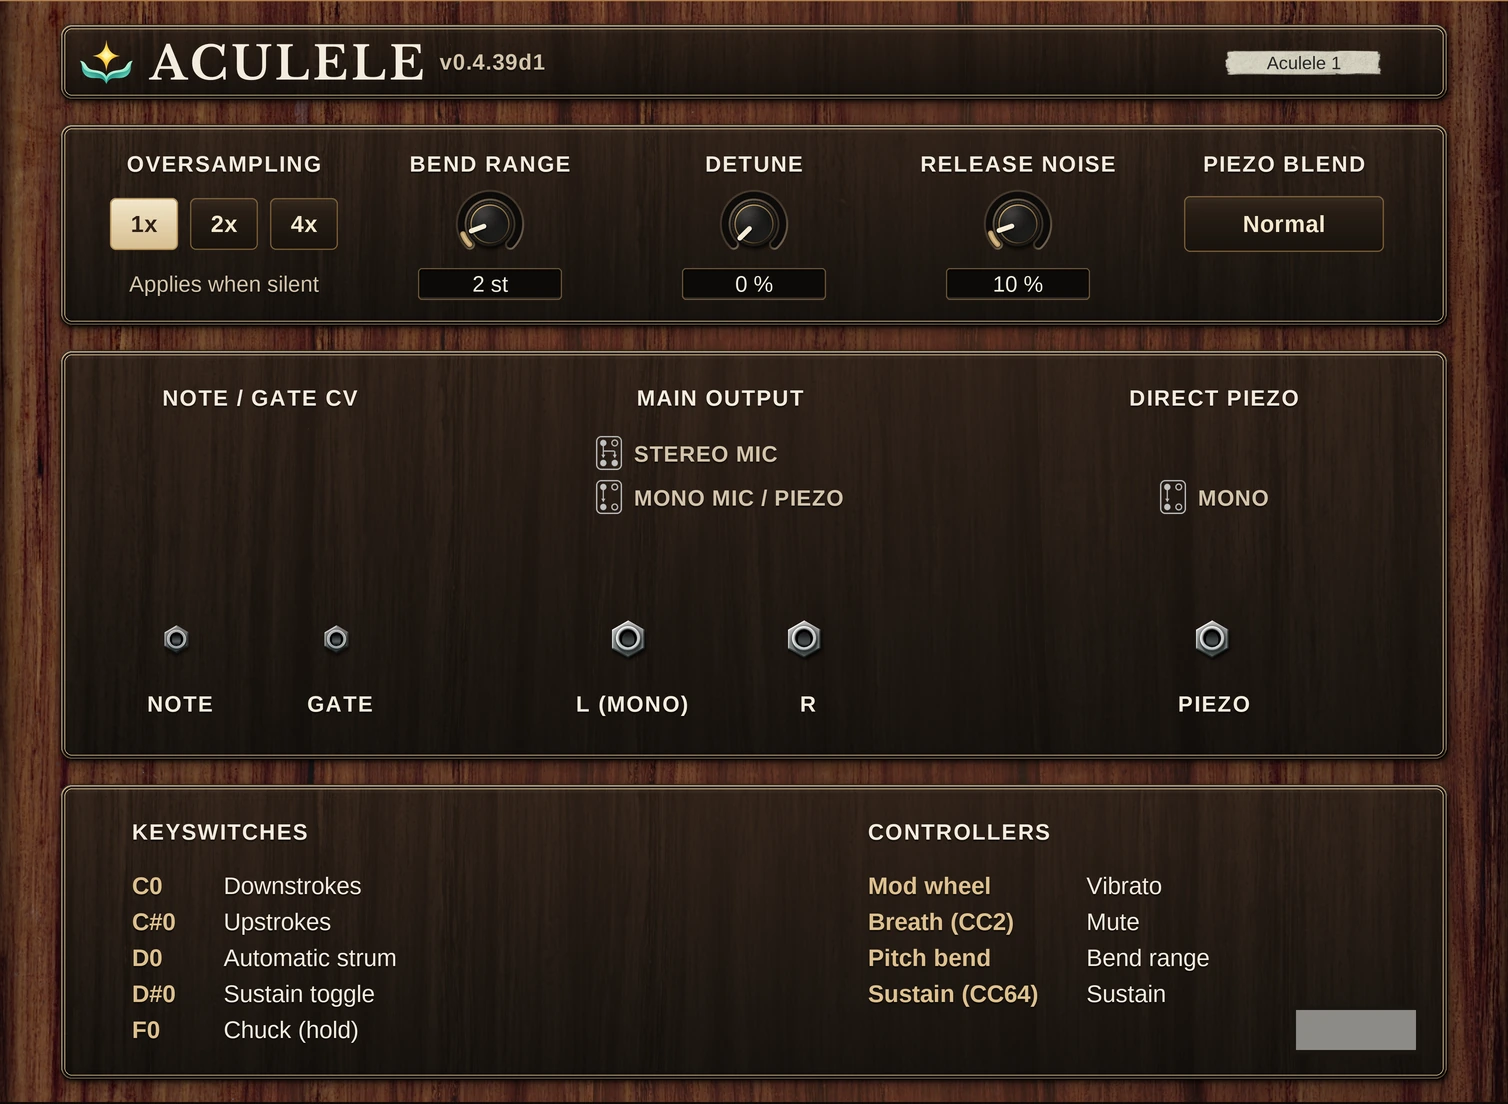 ACULELE v0.4.39d1
Aculele 1
OVERSAMPLING
1x 2x 4x
Applies when silent
BEND RANGE
2 st
DETUNE
0 %
RELEASE NOISE
10 %
PIEZO BLEND
Normal
NOTE / GATE CV
NOTE GATE
MAIN OUTPUT
STEREO MIC
MONO MIC / PIEZO
L (MONO) R
DIRECT PIEZO
MONO
PIEZO
KEYSWITCHES
C0 Downstrokes
C#0 Upstrokes
D0 Automatic strum
D#0 Sustain toggle
F0 Chuck (hold)
CONTROLLERS
Mod wheel Vibrato
Breath (CC2) Mute
Pitch bend Bend range
Sustain (CC64) Sustain